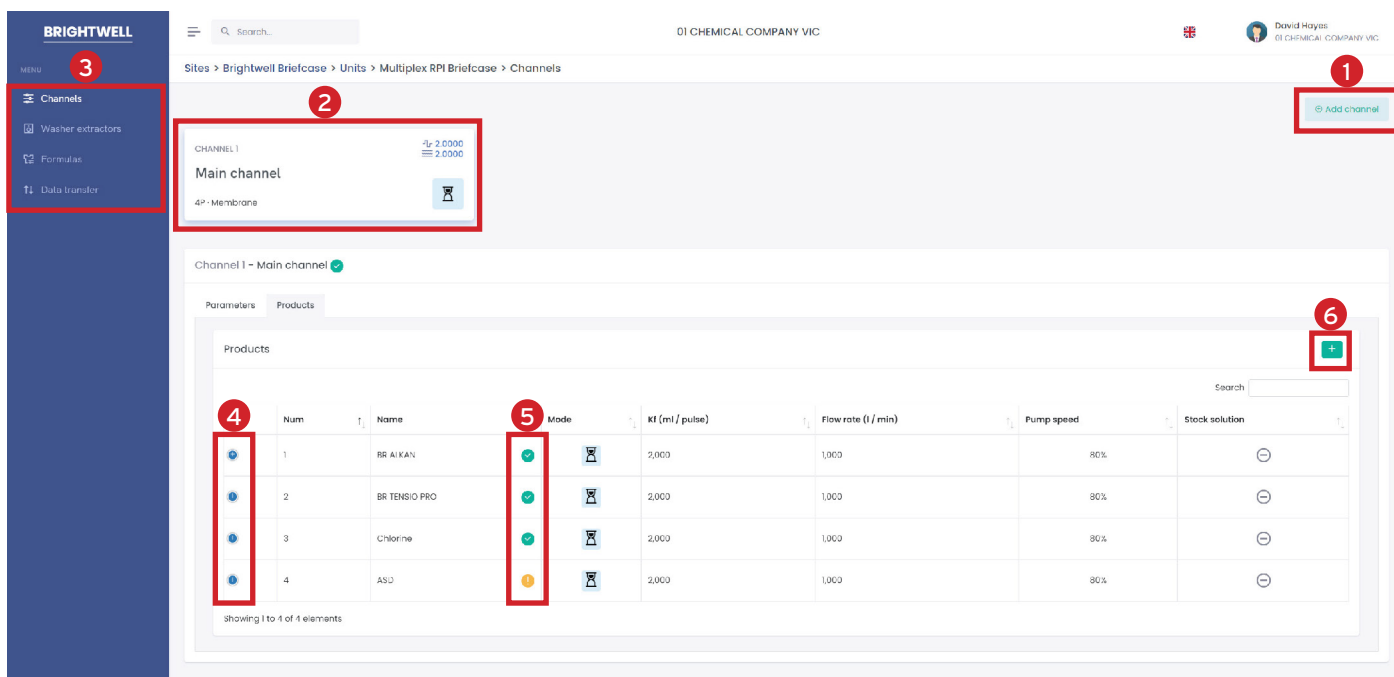 BRIGHTWELL
Search...
01 CHEMICAL COMPANY VIC
David Hayes
01 CHEMICAL COMPANY VIC
MENU
3
Sites > Brightwell Briefcase > Units > Multiplex RPI Briefcase > Channels
1
Channels
Washer extractors
Formulas
Data transfer
2
Add channel
CHANNEL 1
2.0000
2.0000
Main channel
4P - Membrane
Channel 1 - Main channel
Parameters Products
6
Products
+
Search
4
5
Num Name Mode Kf (ml / pulse) Flow rate (l / min) Pump speed Stock solution
1 BR ALKAN 2,000 1,000 80%
2 BR TENSIO PRO 2,000 1,000 80%
3 Chlorine 2,000 1,000 80%
4 ASD 2,000 1,000 80%
Showing 1 to 4 of 4 elements